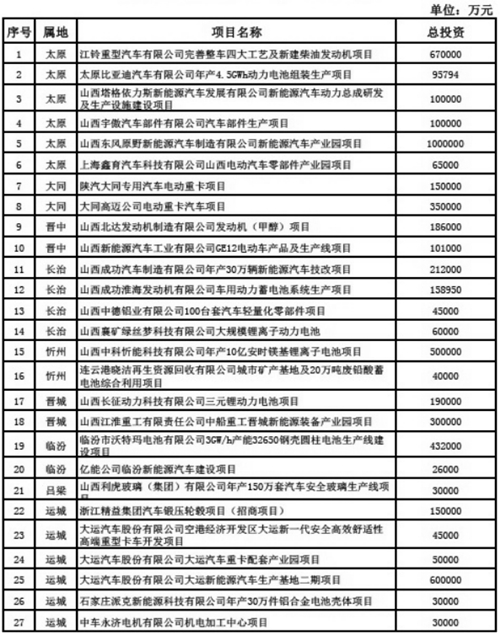 单位：万元
序号 属地 项目名称 总投资
1 太原 江铃重型汽车有限公司完善整车四大工艺及新建柴油发动机项目 670000
2 太原 太原比亚迪汽车有限公司年产4.5GWh动力电池组装生产项目 95794
3 太原 山西塔格依力斯新能源汽车发展有限公司新能源汽车动力总成研发
及生产设施建设项目 100000
4 太原 山西宇傲汽车部件有限公司汽车部件生产项目 100000
5 太原 山西东风原野新能源汽车制造有限公司新能源汽车产业园项目 1000000
6 太原 上海鑫育汽车科技有限公司山西电动汽车零部件产业园项目 65000
7 大同 陕汽大同专用汽车电动重卡项目 150000
8 大同 大同高迈公司电动重卡汽车项目 350000
9 晋中 山西北达发动机制造有限公司发动机（甲醇）项目 186000
10 晋中 山西新能源汽车工业有限公司GE12电动车产品及生产线项目 101000
11 长治 山西成功汽车制造有限公司年产30万辆新能源汽车技改项目 212000
12 长治 山西成功淮海发动机有限公司车用动力蓄电池系统生产项目 158950
13 长治 山西中德铝业有限公司100台套汽车轻量化零部件项目 45000
14 长治 山西襄矿绿丝梦科技有限公司大规模锂离子动力电池 60000
15 忻州 山西中科忻能科技有限公司年产10亿安时镁基锂离子电池项目 500000
16 忻州 连云港晓洁再生资源回收有限公司城市矿产基地及20万吨废铅酸蓄
电池综合利用项目 40000
17 晋城 山西长征动力科技有限公司三元锂动力电池项目 190000
18 晋城 山西江淮重工有限责任公司中船重工晋城新能源装备产业园项目 300000
19 临汾 临汾市沃特玛电池有限公司3GW/h产能32650钢壳圆柱电池生产线建
设项目 432000
20 临汾 亿能公司临汾新能源汽车建设项目 26000
21 吕梁 山西利虎玻璃（集团）有限公司年产150万套汽车安全玻璃生产线项
30000
22 运城 浙江精益集团汽车锻压轮毂项目（招商项目） 150000
23 运城 大运汽车股份有限公司空港经济开发区大运新一代安全高效舒适性
高端重型卡车开发项目 45000
24 运城 大运汽车股份有限公司大运汽车重卡配套产业园 50000
25 运城 大运汽车股份有限公司大运新能源汽车生产基地二期项目 600000
26 运城 石家庄派克新能源科技有限公司年产30万件铝合金电池壳体项目 30000
27 运城 中车永济电机有限公司机电加工中心项目 30000